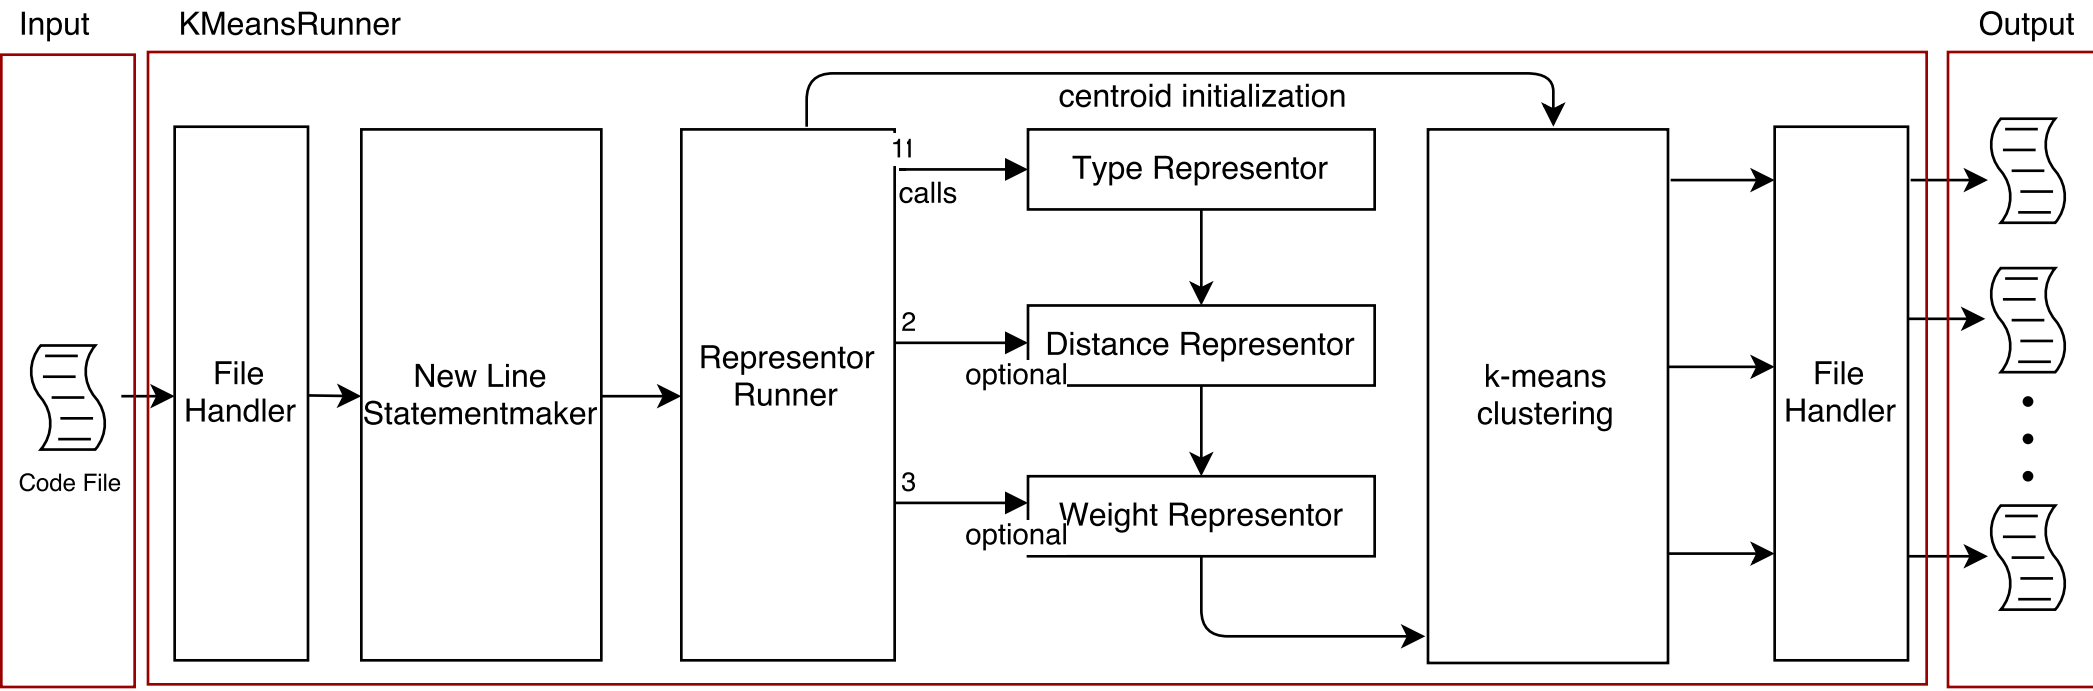 Input
KMeansRunner
Output
centroid initialization
11
calls
Type Representor
2
optional
Distance Representor
3
optional
Weight Representor
Code File
File
Handler
New Line
Statementmaker
Representor
Runner
k-means
clustering
File
Handler